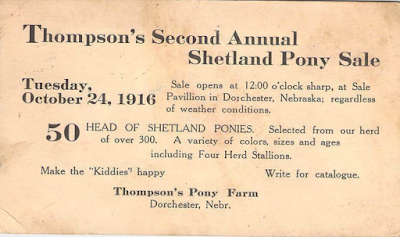 Thompson's Second Annual
Shetland Pony Sale
Tuesday,
October 24, 1916
Sale opens at 12:00 o'clock sharp, at Sale
Pavilion in Dorchester, Nebraska; regardless
of weather conditions.
50 HEAD OF SHETLAND PONIES. Selected from our herd
of over 300. A variety of colors, sizes and ages
including Four Herd Stallions.
Make the "Kiddies" happy Write for catalogue.
Thompson's Pony Farm
Dorchester, Nebr.